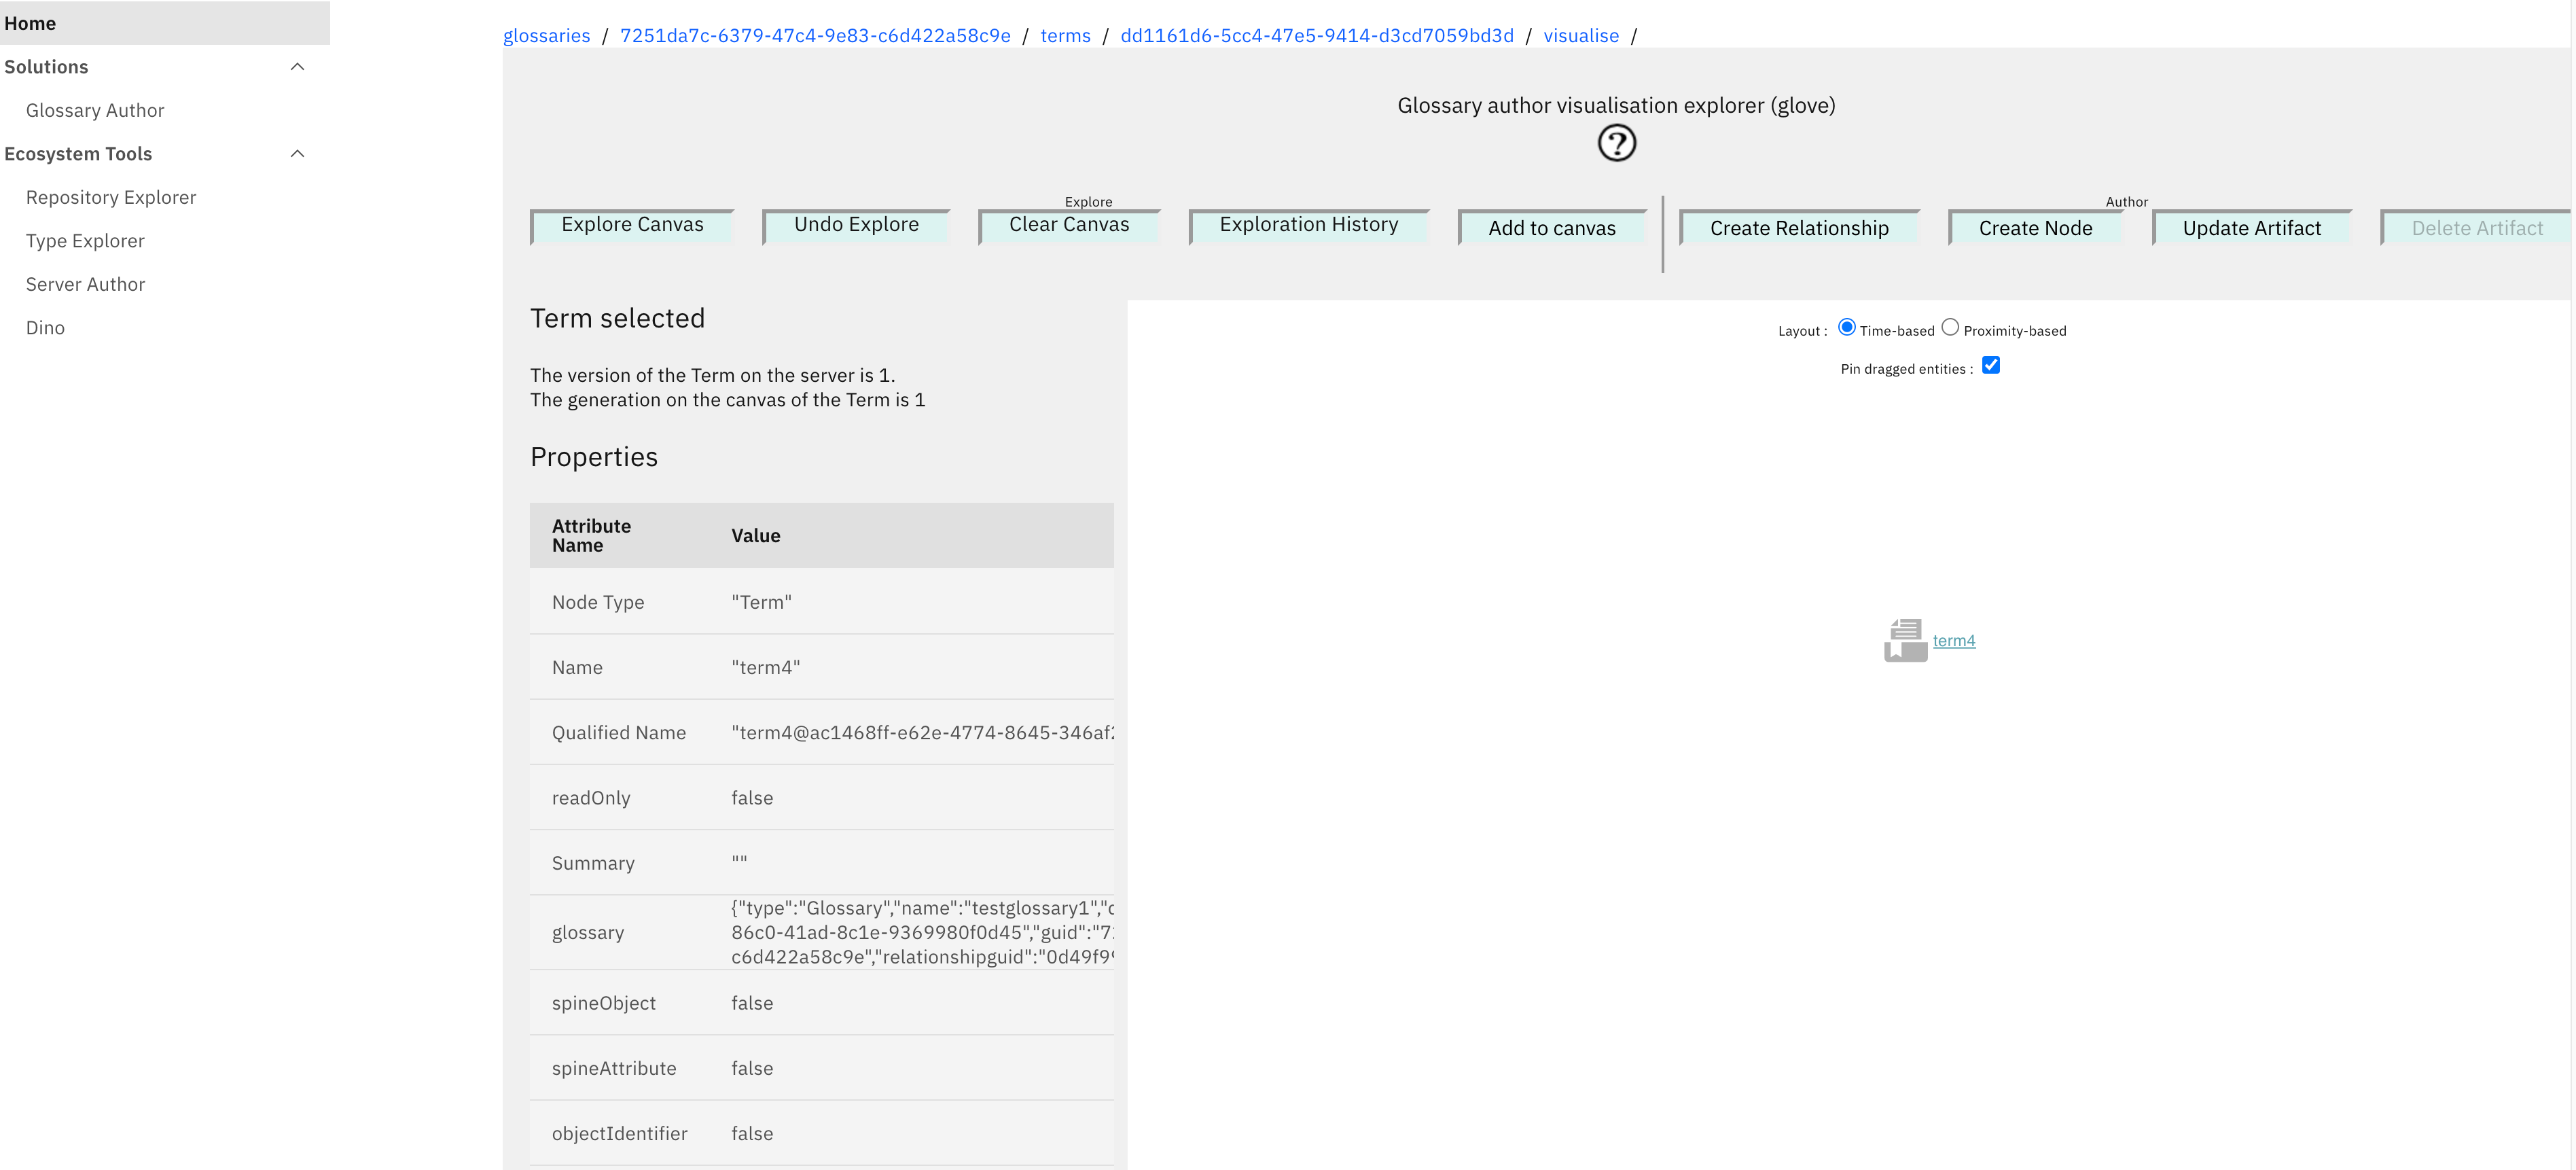 Home
Solutions
Glossary Author
Ecosystem Tools
Repository Explorer
Type Explorer
Server Author
Dino
glossaries / 7251da7c-6379-47c4-9e83-c6d422a58c9e / terms / dd1161d6-5cc4-47e5-9414-d3cd7059bd3d / visualise /
Glossary author visualisation explorer (glove)
?
Explore
Explore Canvas
Undo Explore
Clear Canvas
Exploration History
Add to canvas
Author
Create Relationship
Create Node
Update Artifact
Delete Artifact
Term selected
The version of the Term on the server is 1.
The generation on the canvas of the Term is 1
Properties
Attribute Name Value
Node Type "Term"
Name "term4"
Qualified Name "term4@ac1468ff-e62e-4774-8645-346af
readOnly false
Summary ""
glossary {"type":"Glossary","name":"testglossary1","
86c0-41ad-8c1e-9369980f0d45","guid":"7
c6d422a58c9e","relationshipguid":"0d49f9
spineObject false
spineAttribute false
objectIdentifier false
Layout : Time-based Proximity-based
Pin dragged entities :
term4